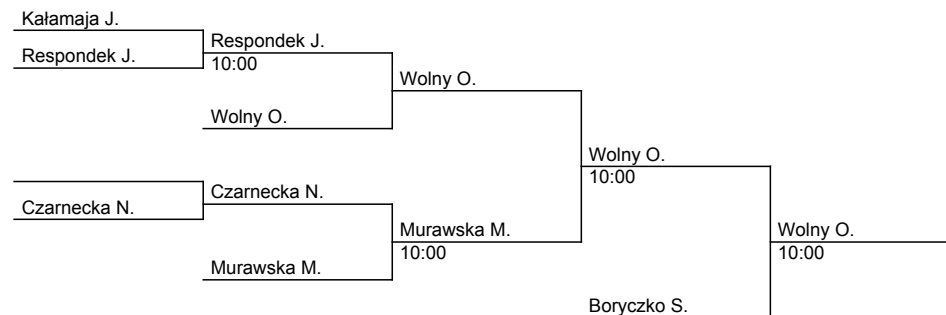 Kałamaja J.
Respondek J.
Respondek J.
10:00
Wolny O.
Wolny O.
Wolny O.
10:00
Czarnecka N.
Czarnecka N.
Murawska M.
10:00
Wolny O.
10:00
Murawska M.
Boryczko S.